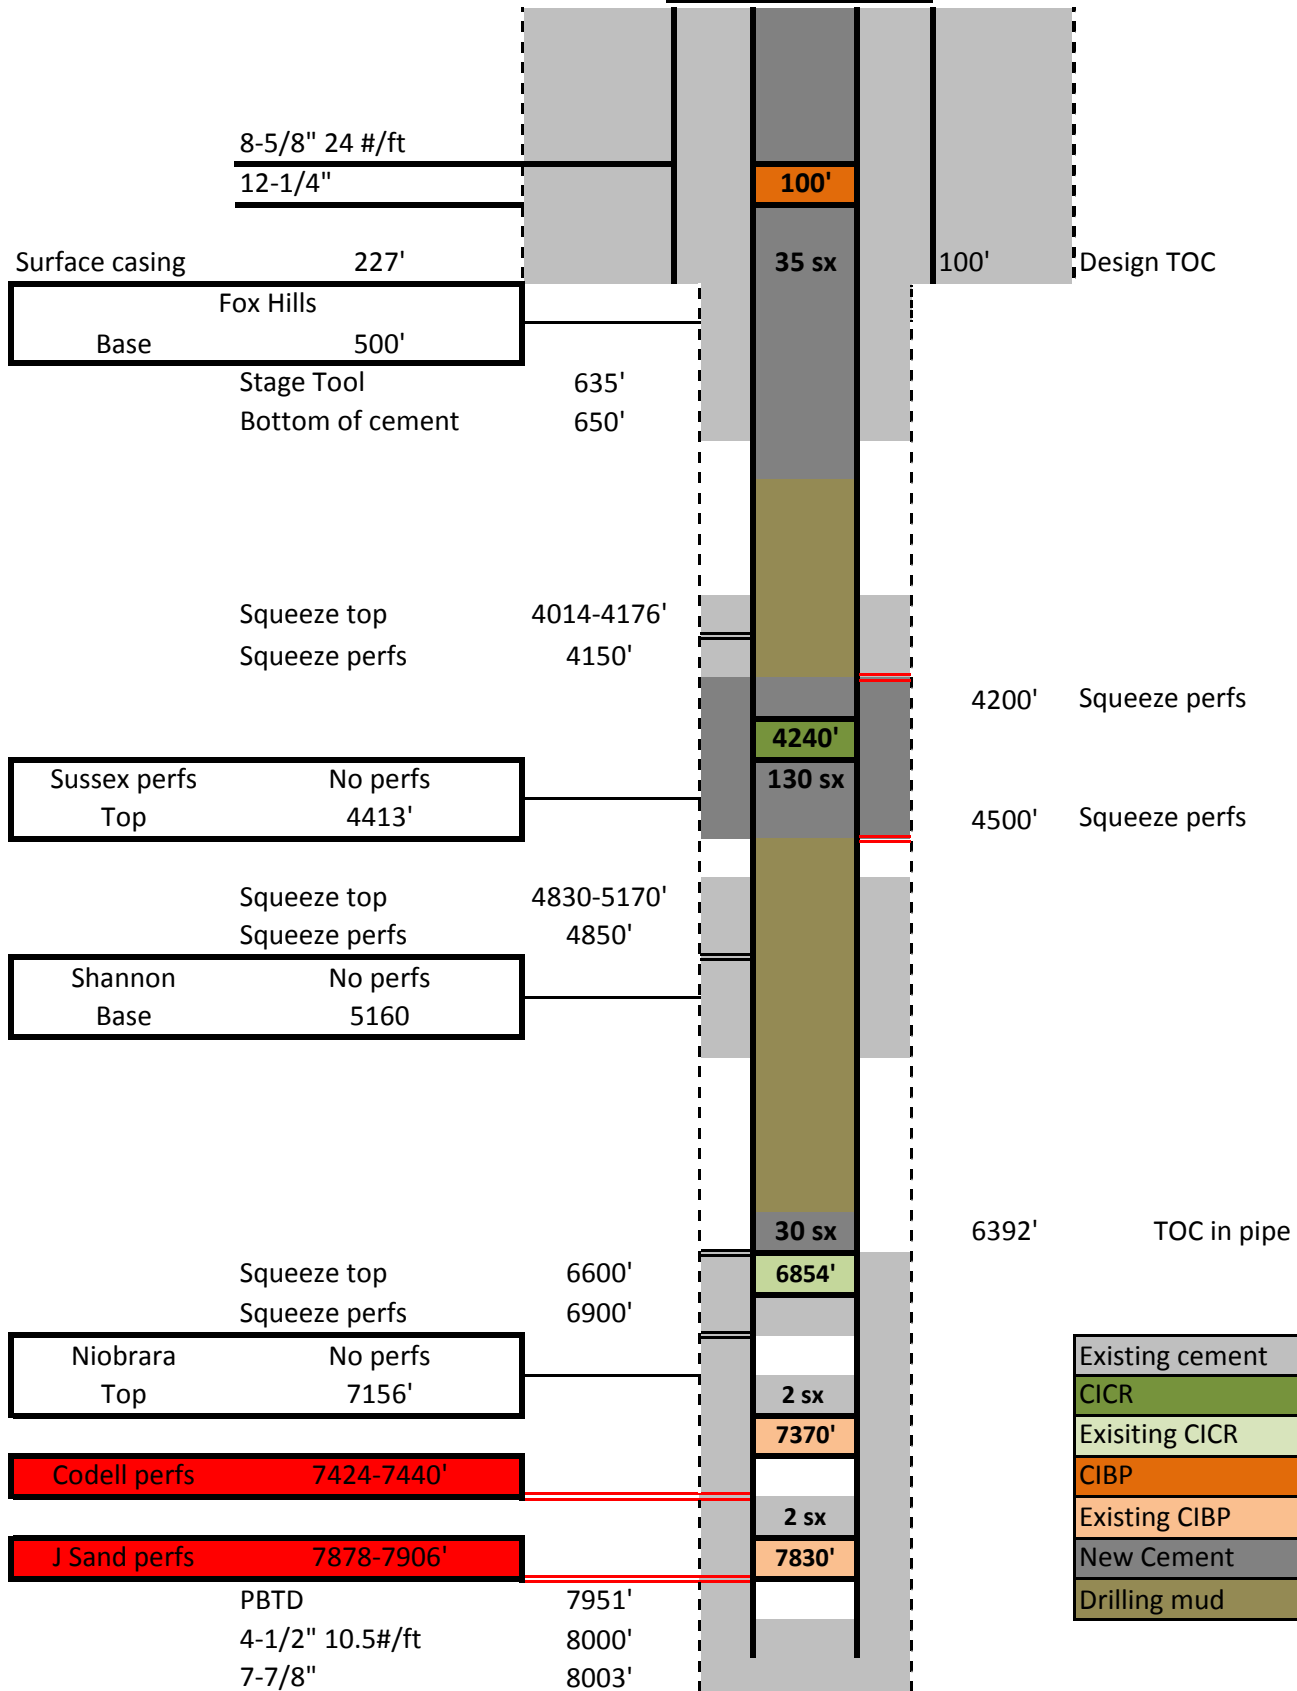 8-5/8" 24 #/ft
12-1/4"
100'
Surface casing 227' 35 sx 100' Design TOC
Fox Hills
Base 500'
Stage Tool 635'
Bottom of cement 650'
Squeeze top 4014-4176'
Squeeze perfs 4150'
4200' Squeeze perfs
4240'
Sussex perfs No perfs 130 sx
Top 4413' 4500' Squeeze perfs
Squeeze top 4830-5170'
Squeeze perfs 4850'
Shannon No perfs
Base 5160
30 sx 6392' TOC in pipe
Squeeze top 6600' 6854'
Squeeze perfs 6900'
Niobrara No perfs Existing cement
Top 7156' 2 sx CICR
7370' Exisiting CICR
Codell perfs 7424-7440' CIBP
2 sx Existing CIBP
J Sand perfs 7878-7906' 7830' New Cement
PBTD 7951' Drilling mud
4-1/2" 10.5#/ft 8000'
7-7/8" 8003'